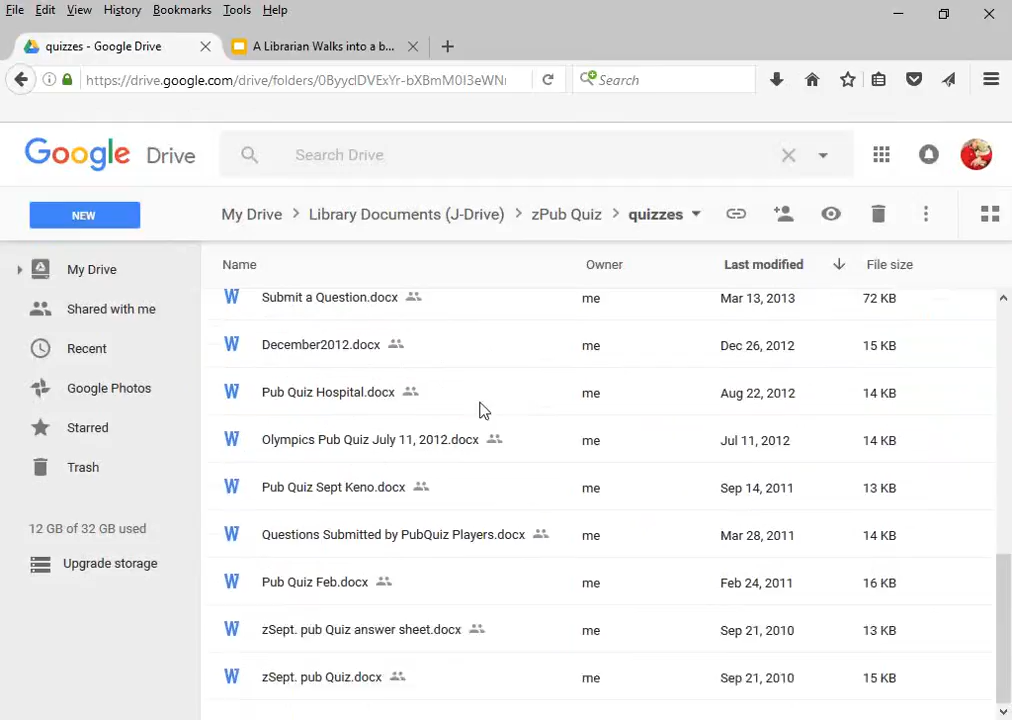 File Edit View History Bookmarks Tools Help
quizzes - Google Drive A Librarian Walks into a b...
https://drive.google.com/drive/folders/0ByyclDVExYr-bXBmM0I3eWN Search
Google Drive Search Drive
NEW My Drive > Library Documents (J-Drive) > zPub Quiz > quizzes
Name Owner Last modified File size
My Drive
Shared with me
Recent
Google Photos
Starred
Trash
12 GB of 32 GB used
Upgrade storage
Submit a Question.docx me Mar 13, 2013 72 KB
December2012.docx me Dec 26, 2012 15 KB
Pub Quiz Hospital.docx me Aug 22, 2012 14 KB
Olympics Pub Quiz July 11, 2012.docx me Jul 11, 2012 14 KB
Pub Quiz Sept Keno.docx me Sep 14, 2011 13 KB
Questions Submitted by PubQuiz Players.docx me Mar 28, 2011 14 KB
Pub Quiz Feb.docx me Feb 24, 2011 16 KB
zSept. pub Quiz answer sheet.docx me Sep 21, 2010 13 KB
zSept. pub Quiz.docx me Sep 21, 2010 15 KB